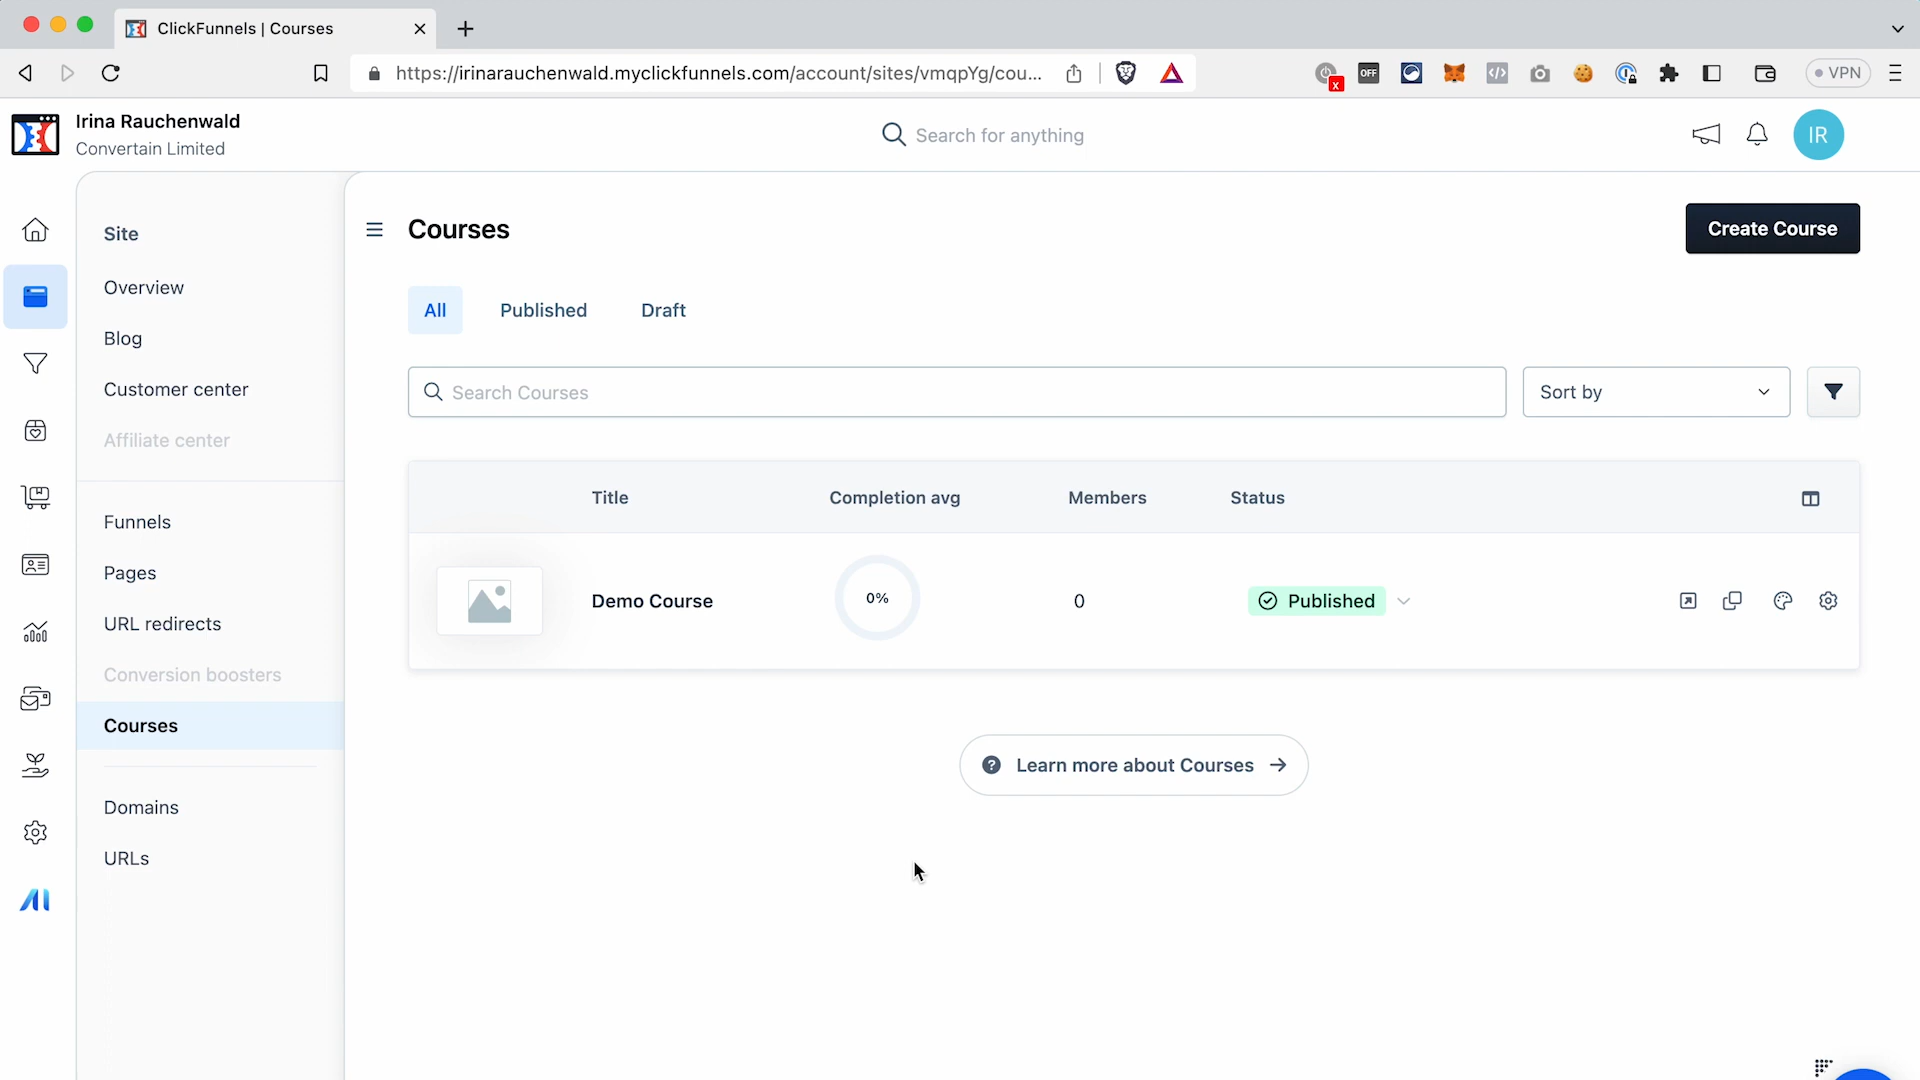 ClickFunnels | Courses
https://irinarauchenwald.myclickfunnels.com/account/sites/vmqpYg/cou...
OFF
x
VPN
Irina Rauchenwald
Convertain Limited
Search for anything
IR
Site
Overview
Blog
Customer center
Affiliate center
Funnels
Pages
URL redirects
Conversion boosters
Courses
Domains
URLs
AI
Courses
Create Course
All
Published
Draft
Search Courses
Sort by
Title
Completion avg
Members
Status
Demo Course
0%
0
Published
? Learn more about Courses →